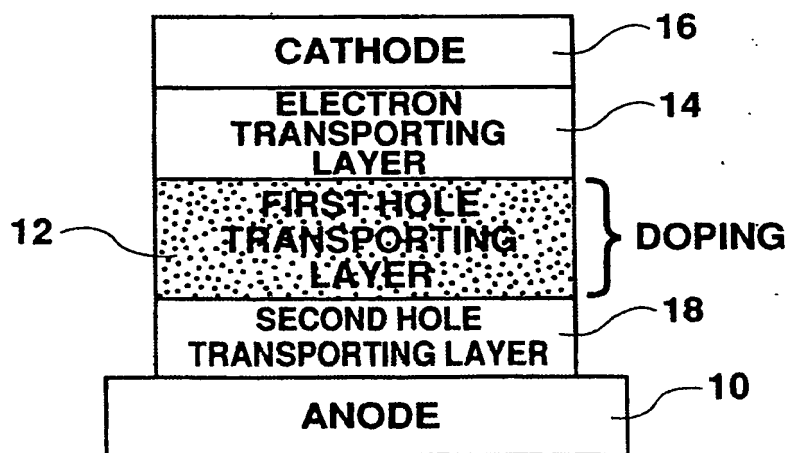 CATHODE
16
ELECTRON
TRANSPORTING
LAYER
14
FIRST HOLE
TRANSPORTING
LAYER
12
DOPING
SECOND HOLE
TRANSPORTING LAYER
18
ANODE
10